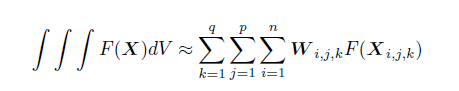 ∫∫∫ F(X)dV ≈ ∑_{k=1}^{q} ∑_{j=1}^{p} ∑_{i=1}^{n} W_{i,j,k}F(X_{i,j,k})